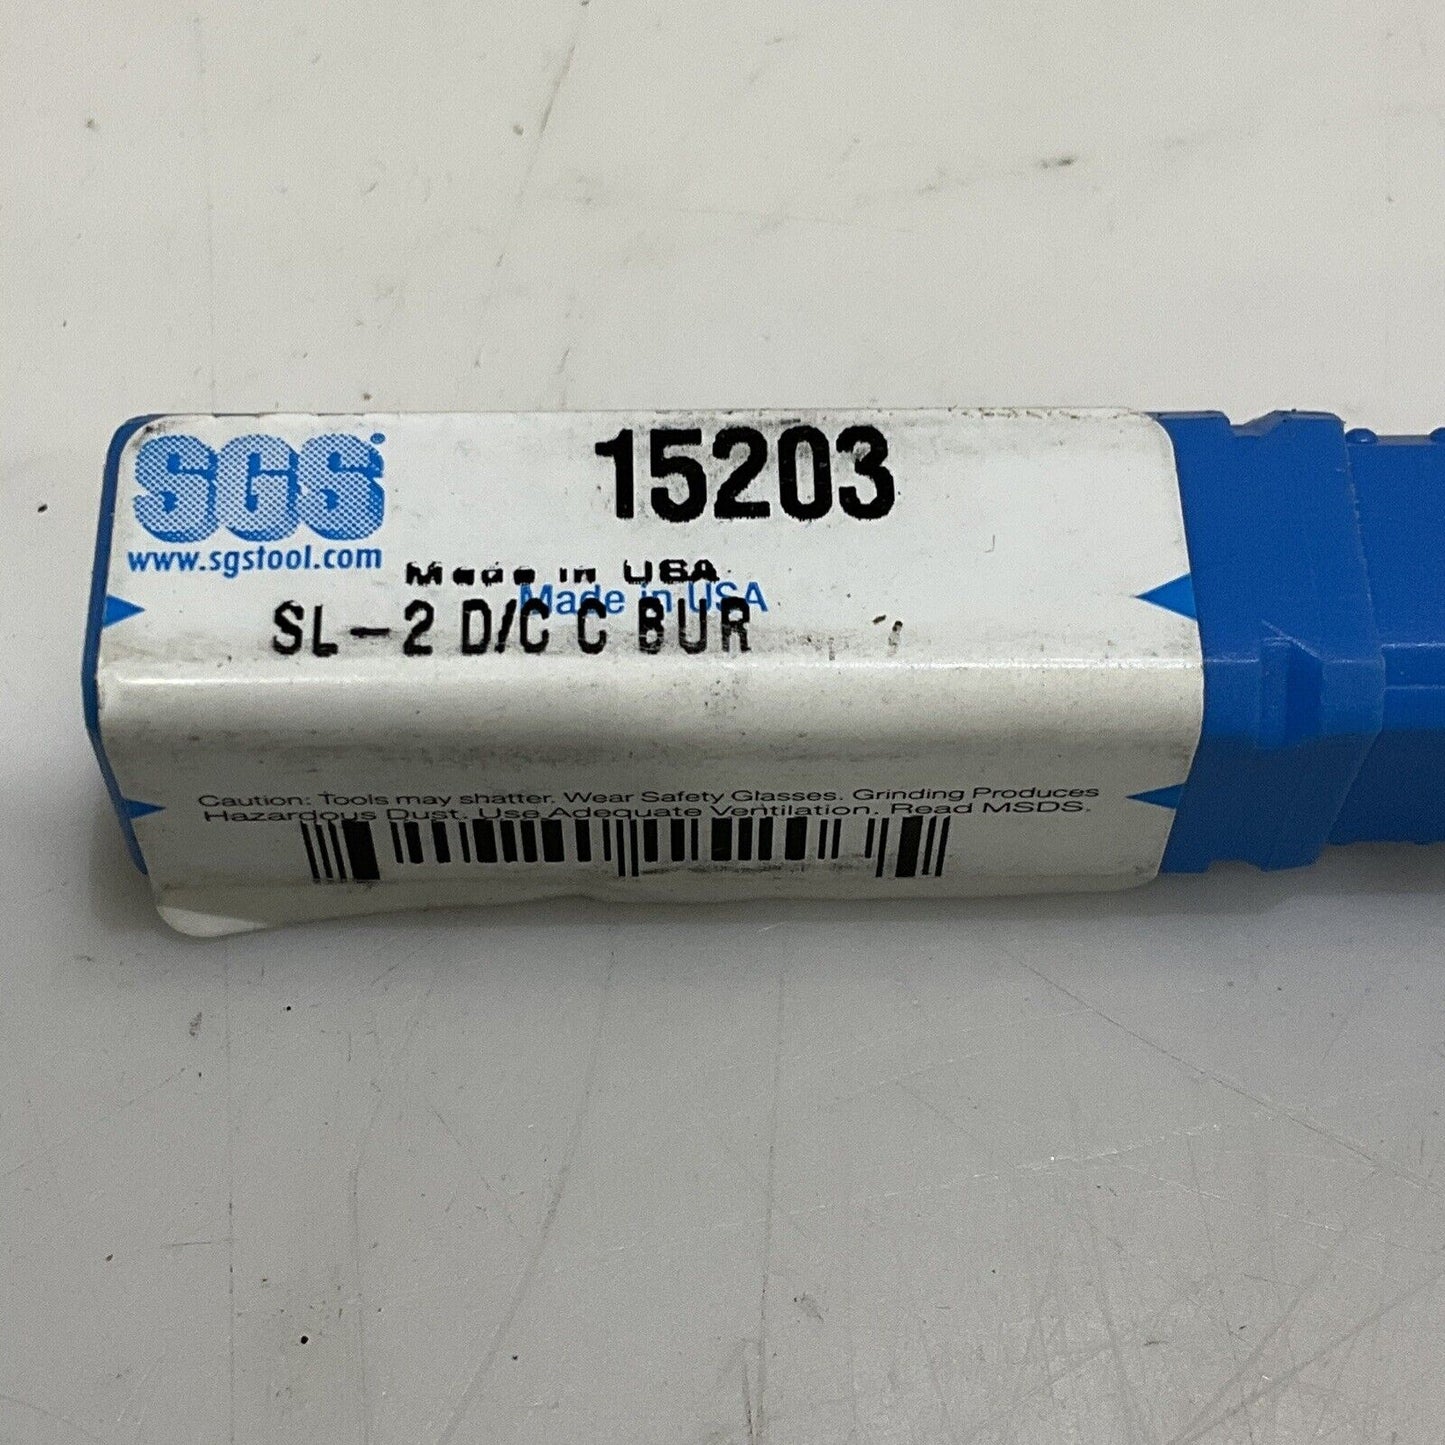 SGS®
15203
www.sgstool.com
Made in USA
Made in USA
SL-2 D/C C BUR
Caution: Tools may shatter. Wear Safety Glasses. Grinding Produces
Hazardous Dust. Use Adequate Ventilation. Read MSDS.